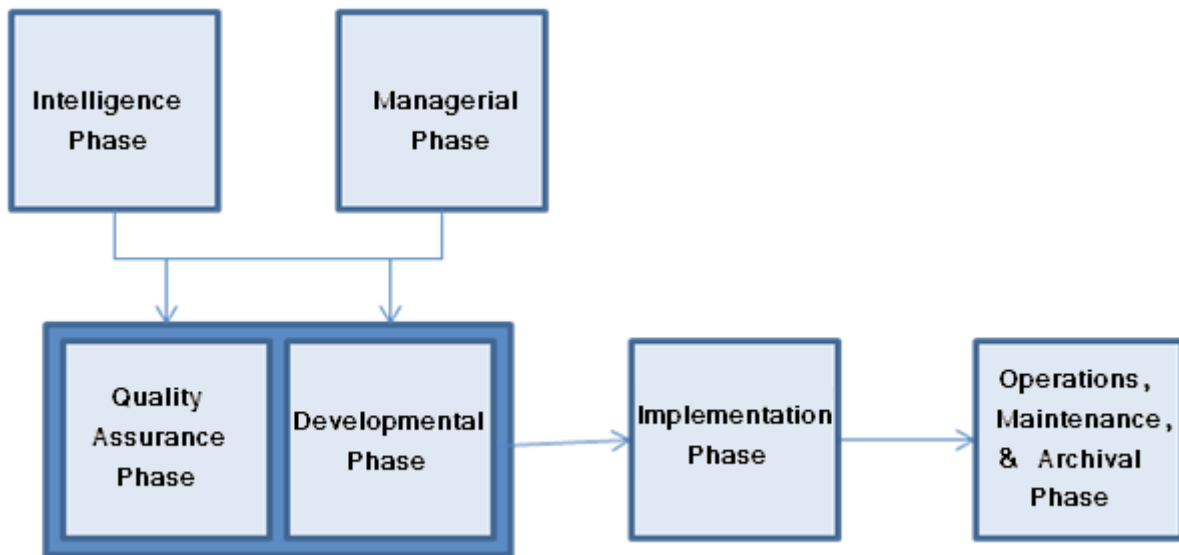 Intelligence
Phase
Managerial
Phase
Quality
Assurance
Phase
Developmental
Phase
Implementation
Phase
Operations,
Maintenance,
& Archival
Phase